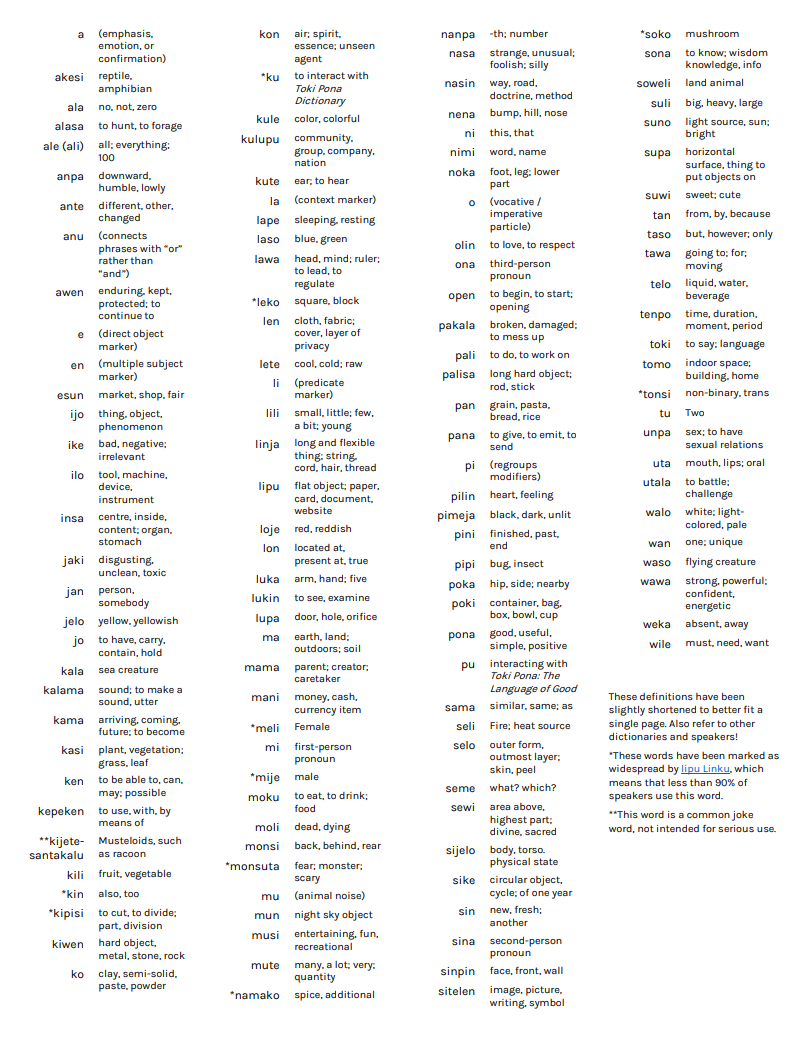 a (emphasis,
emotion, or
confirmation)
akesi reptile,
amphibian
ala no, not, zero
alasa to hunt, to forage
ale (ali) all; everything;
100
anpa downward,
humble, lowly
ante different, other,
changed
anu (connects
phrases with “or”
rather than
“and”)
awen enduring, kept,
protected; to
continue to
e (direct object
marker)
en (multiple subject
marker)
esun market, shop, fair
ijo thing, object,
phenomenon
ike bad, negative;
irrelevant
ilo tool, machine,
device,
instrument
insa centre, inside,
content; organ,
stomach
jaki disgusting,
unclean, toxic
jan person,
somebody
jelo yellow, yellowish
jo to have, carry,
contain, hold
kala sea creature
kalama sound; to make a
sound, utter
kama arriving, coming,
future; to become
kasi plant, vegetation;
grass, leaf
ken to be able to, can,
may; possible
kepeken to use, with, by
means of
**kijete- Musteloids, such
santakalu as racoon
kili fruit, vegetable
*kin also, too
*kipisi to cut, to divide;
part, division
kiwen hard object,
metal, stone, rock
ko clay, semi-solid,
paste, powder
kon air; spirit,
essence; unseen
agent
*ku to interact with
Toki Pona
Dictionary
kule color, colorful
kulupu community,
group, company,
nation
kute ear; to hear
la (context marker)
lape sleeping, resting
laso blue, green
lawa head, mind; ruler;
to lead, to
regulate
*leko square, block
len cloth, fabric;
cover, layer of
privacy
lete cool, cold; raw
li (predicate
marker)
lili small, little; few,
a bit; young
linja long and flexible
thing; string,
cord, hair, thread
lipu flat object; paper,
card, document,
website
loje red, reddish
lon located at,
present at, true
luka arm, hand; five
lukin to see, examine
lupa door, hole, orifice
ma earth, land;
outdoors; soil
mama parent; creator;
caretaker
mani money, cash,
currency item
*meli Female
mi first-person
pronoun
*mije male
moku to eat, to drink;
food
moli dead, dying
monsi back, behind, rear
*monsuta fear; monster;
scary
mu (animal noise)
mun night sky object
musi entertaining, fun,
recreational
mute many, a lot; very;
quantity
*namako spice, additional
nanpa -th; number
nasa strange, unusual;
foolish; silly
nasin way, road,
doctrine, method
nena bump, hill, nose
ni this, that
nimi word, name
noka foot, leg; lower
part
o (vocative /
imperative
particle)
olin to love, to respect
ona third-person
pronoun
open to begin, to start;
opening
pakala broken, damaged;
to mess up
pali to do, to work on
palisa long hard object;
rod, stick
pan grain, pasta,
bread, rice
pana to give, to emit, to
send
pi (regroups
modifiers)
pilin heart, feeling
pimeja black, dark, unlit
pini finished, past,
end
pipi bug, insect
poka hip, side; nearby
poki container, bag,
box, bowl, cup
pona good, useful,
simple, positive
pu interacting with
Toki Pona: The
Language of Good
sama similar, same; as
seli Fire; heat source
selo outer form,
outmost layer;
skin, peel
seme what? which?
sewi area above,
highest part;
divine, sacred
sijelo body, torso.
physical state
sike circular object,
cycle; of one year
sin new, fresh;
another
sina second-person
pronoun
sinpin face, front, wall
sitelen image, picture,
writing, symbol
*soko mushroom
sona to know; wisdom
knowledge, info
soweli land animal
suli big, heavy, large
suno light source, sun;
bright
supa horizontal
surface, thing to
put objects on
suwi sweet; cute
tan from, by, because
taso but, however; only
tawa going to; for;
moving
telo liquid, water,
beverage
tenpo time, duration,
moment, period
toki to say; language
tomo indoor space;
building, home
*tonsi non-binary, trans
tu Two
unpa sex; to have
sexual relations
uta mouth, lips; oral
utala to battle;
challenge
walo white; light-
colored, pale
wan one; unique
waso flying creature
wawa strong, powerful;
confident,
energetic
weka absent, away
wile must, need, want
These definitions have been
slightly shortened to better fit a
single page. Also refer to other
dictionaries and speakers!
*These words have been marked as
widespread by lipu Linku, which
means that less than 90% of
speakers use this word.
**This word is a common joke
word, not intended for serious use.